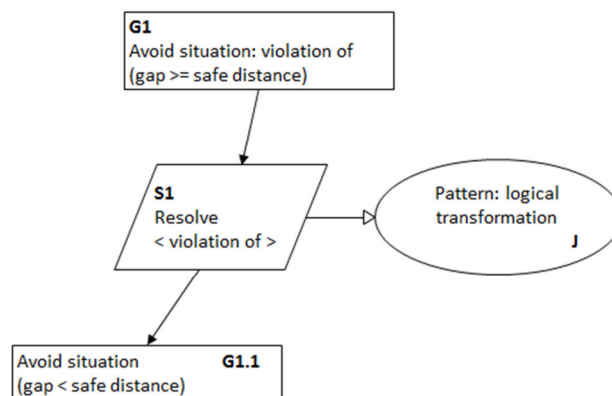 G1
Avoid situation: violation of
(gap >= safe distance)
S1
Resolve
< violation of >
Pattern: logical
transformation
J
Avoid situation G1.1
(gap < safe distance)